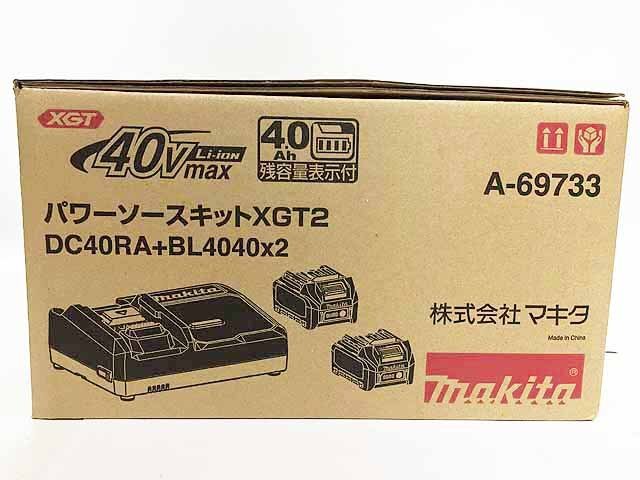 XGT
40Vmax Li-ion
4.0Ah
残容量表示付
A-69733
パワーソースキットXGT2
DC40RA+BL4040x2
makita
株式会社 マキタ
Made in China
makita®